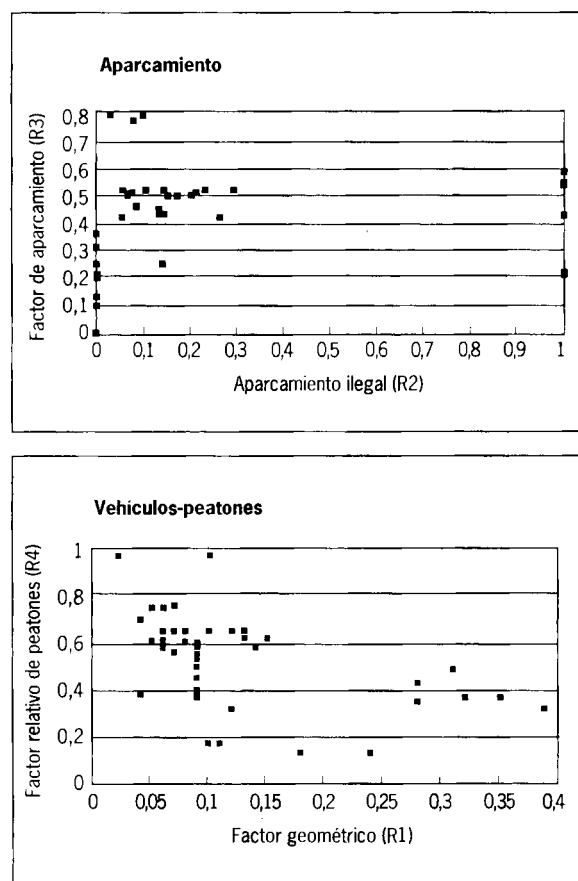 Aparcamiento
Factor de aparcamiento (R3)
0,8
0,7
0,6
0,5
0,4
0,3
0,2
0,1
0
0 0,1 0,2 0,3 0,4 0,5 0,6 0,7 0,8 0,9 1
Aparcamiento ilegal (R2)
Vehículos-peatones
Factor relativo de peatones (R4)
1
0,8
0,6
0,4
0,2
0
0 0,05 0,1 0,15 0,2 0,25 0,3 0,35 0,4
Factor geométrico (R1)